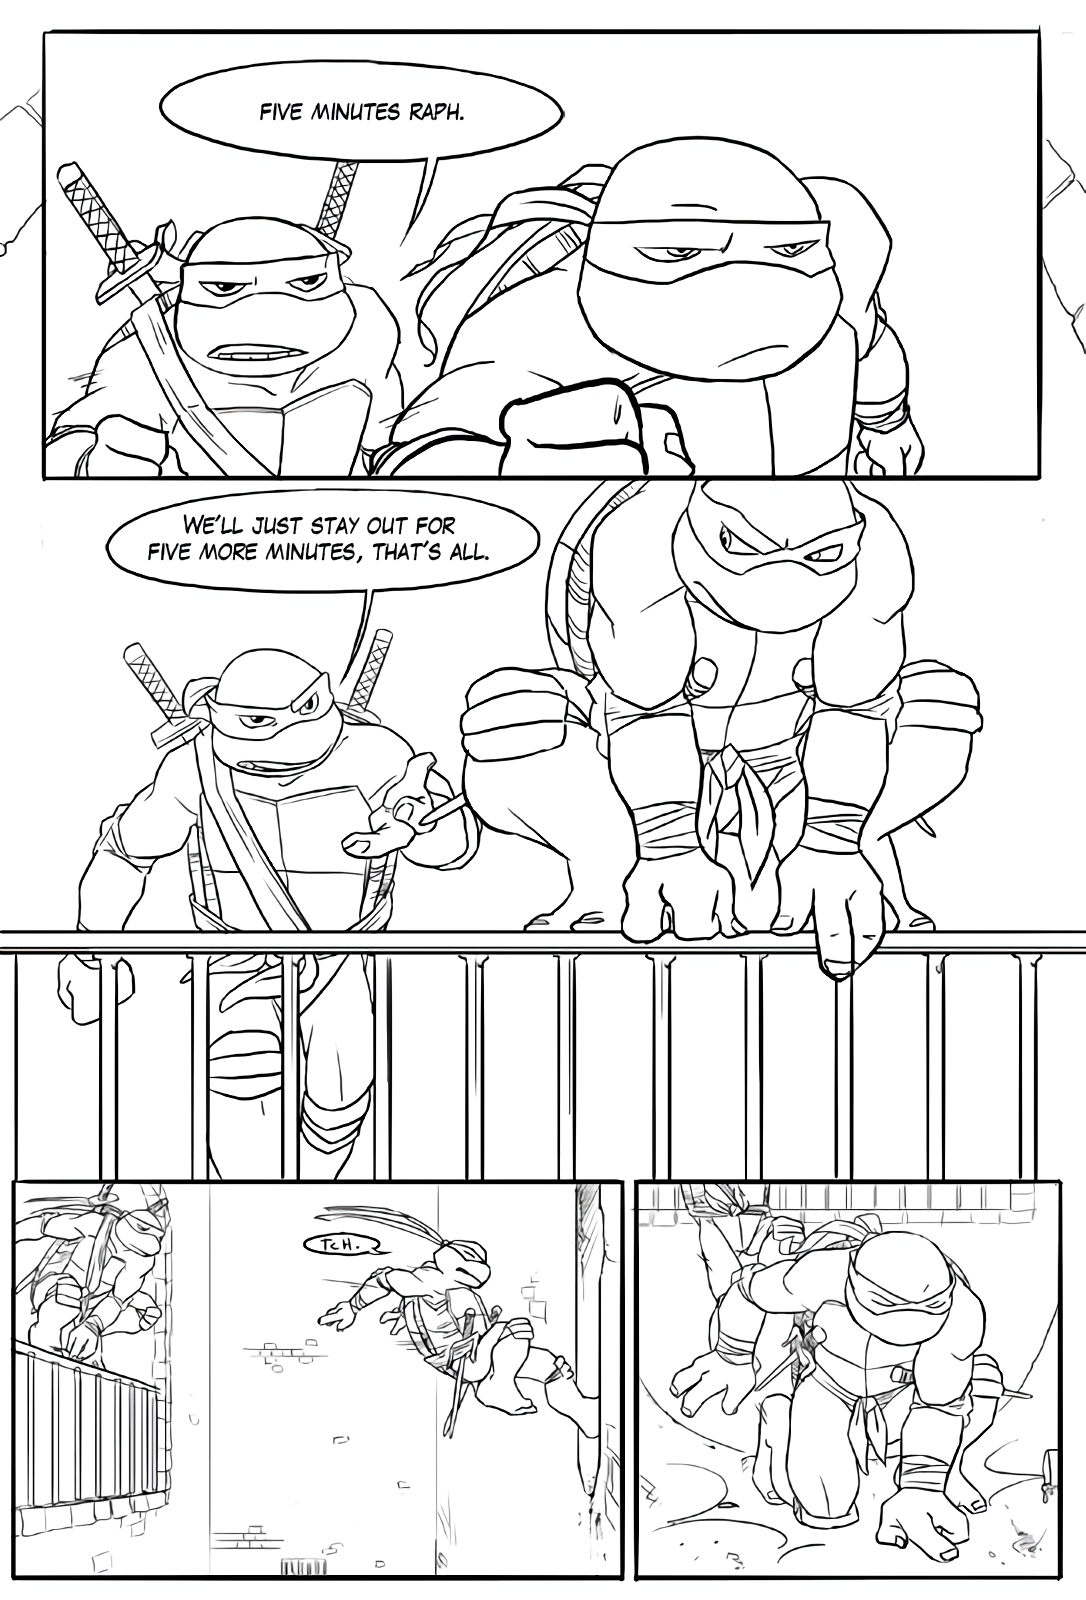 FIVE MINUTES RAPH.
WE'LL JUST STAY OUT FOR
FIVE MORE MINUTES, THAT'S ALL.
TCH.